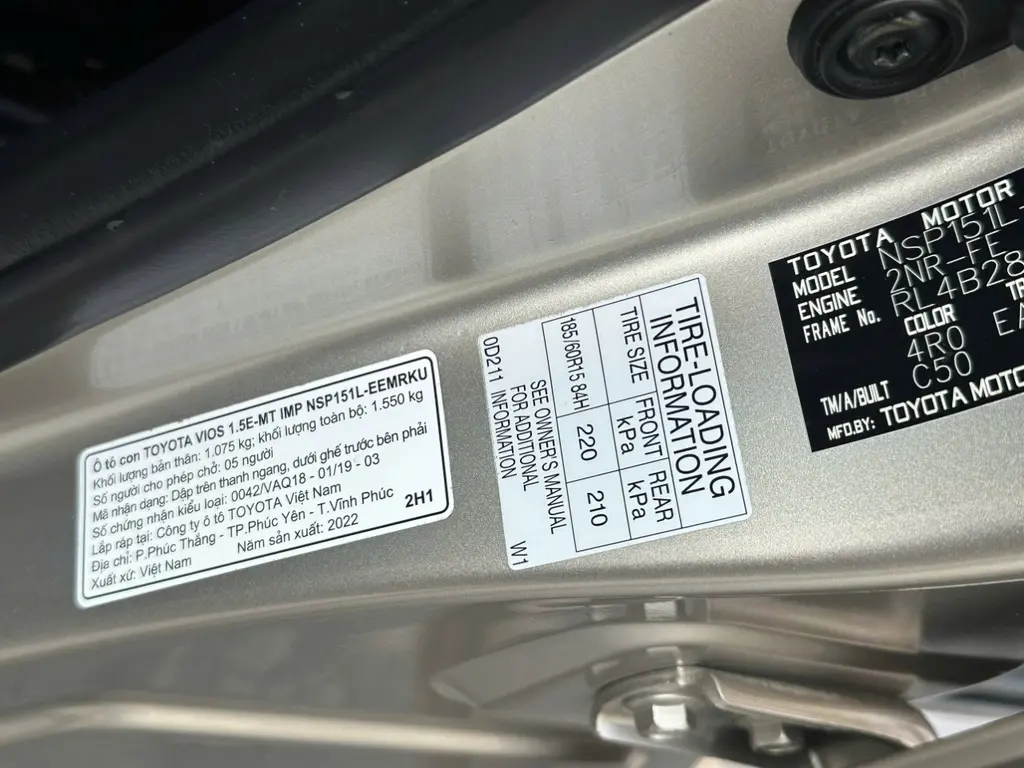 Ô tô con TOYOTA VIOS 1.5E-MT IMP NSP151L-EEMRKU
Khối lượng bản thân: 1.075 kg; khối lượng toàn bộ: 1.550 kg
Số người cho phép chở: 05 người
Mã nhận dạng: Dập trên thanh ngang, dưới ghế trước bên phải
Số chứng nhận kiểu loại: 0042/VAQ18 - 01/19 - 03
Lắp ráp tại: Công ty ô tô TOYOTA Việt Nam
Địa chỉ: P.Phúc Thắng - TP.Phúc Yên - T.Vĩnh Phúc
Xuất xứ: Việt Nam Năm sản xuất: 2022 2H1
TIRE-LOADING
INFORMATION
TIRE SIZE FRONT kPa REAR kPa
185/60R15 84H 220 210
SEE OWNER'S MANUAL
FOR ADDITIONAL
INFORMATION
0D211 W1
TOYOTA MOTOR
MODEL NSP151L-
ENGINE 2NR-FE
FRAME No. RL4B28
COLOR
4R0
TM/A/BUILT C50
MFD.BY: TOYOTA MOTO